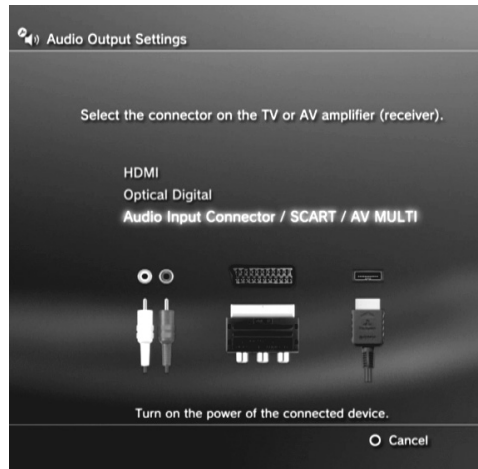 Audio Output Settings
Select the connector on the TV or AV amplifier (receiver).
HDMI
Optical Digital
Audio Input Connector / SCART / AV MULTI
Turn on the power of the connected device.
Cancel